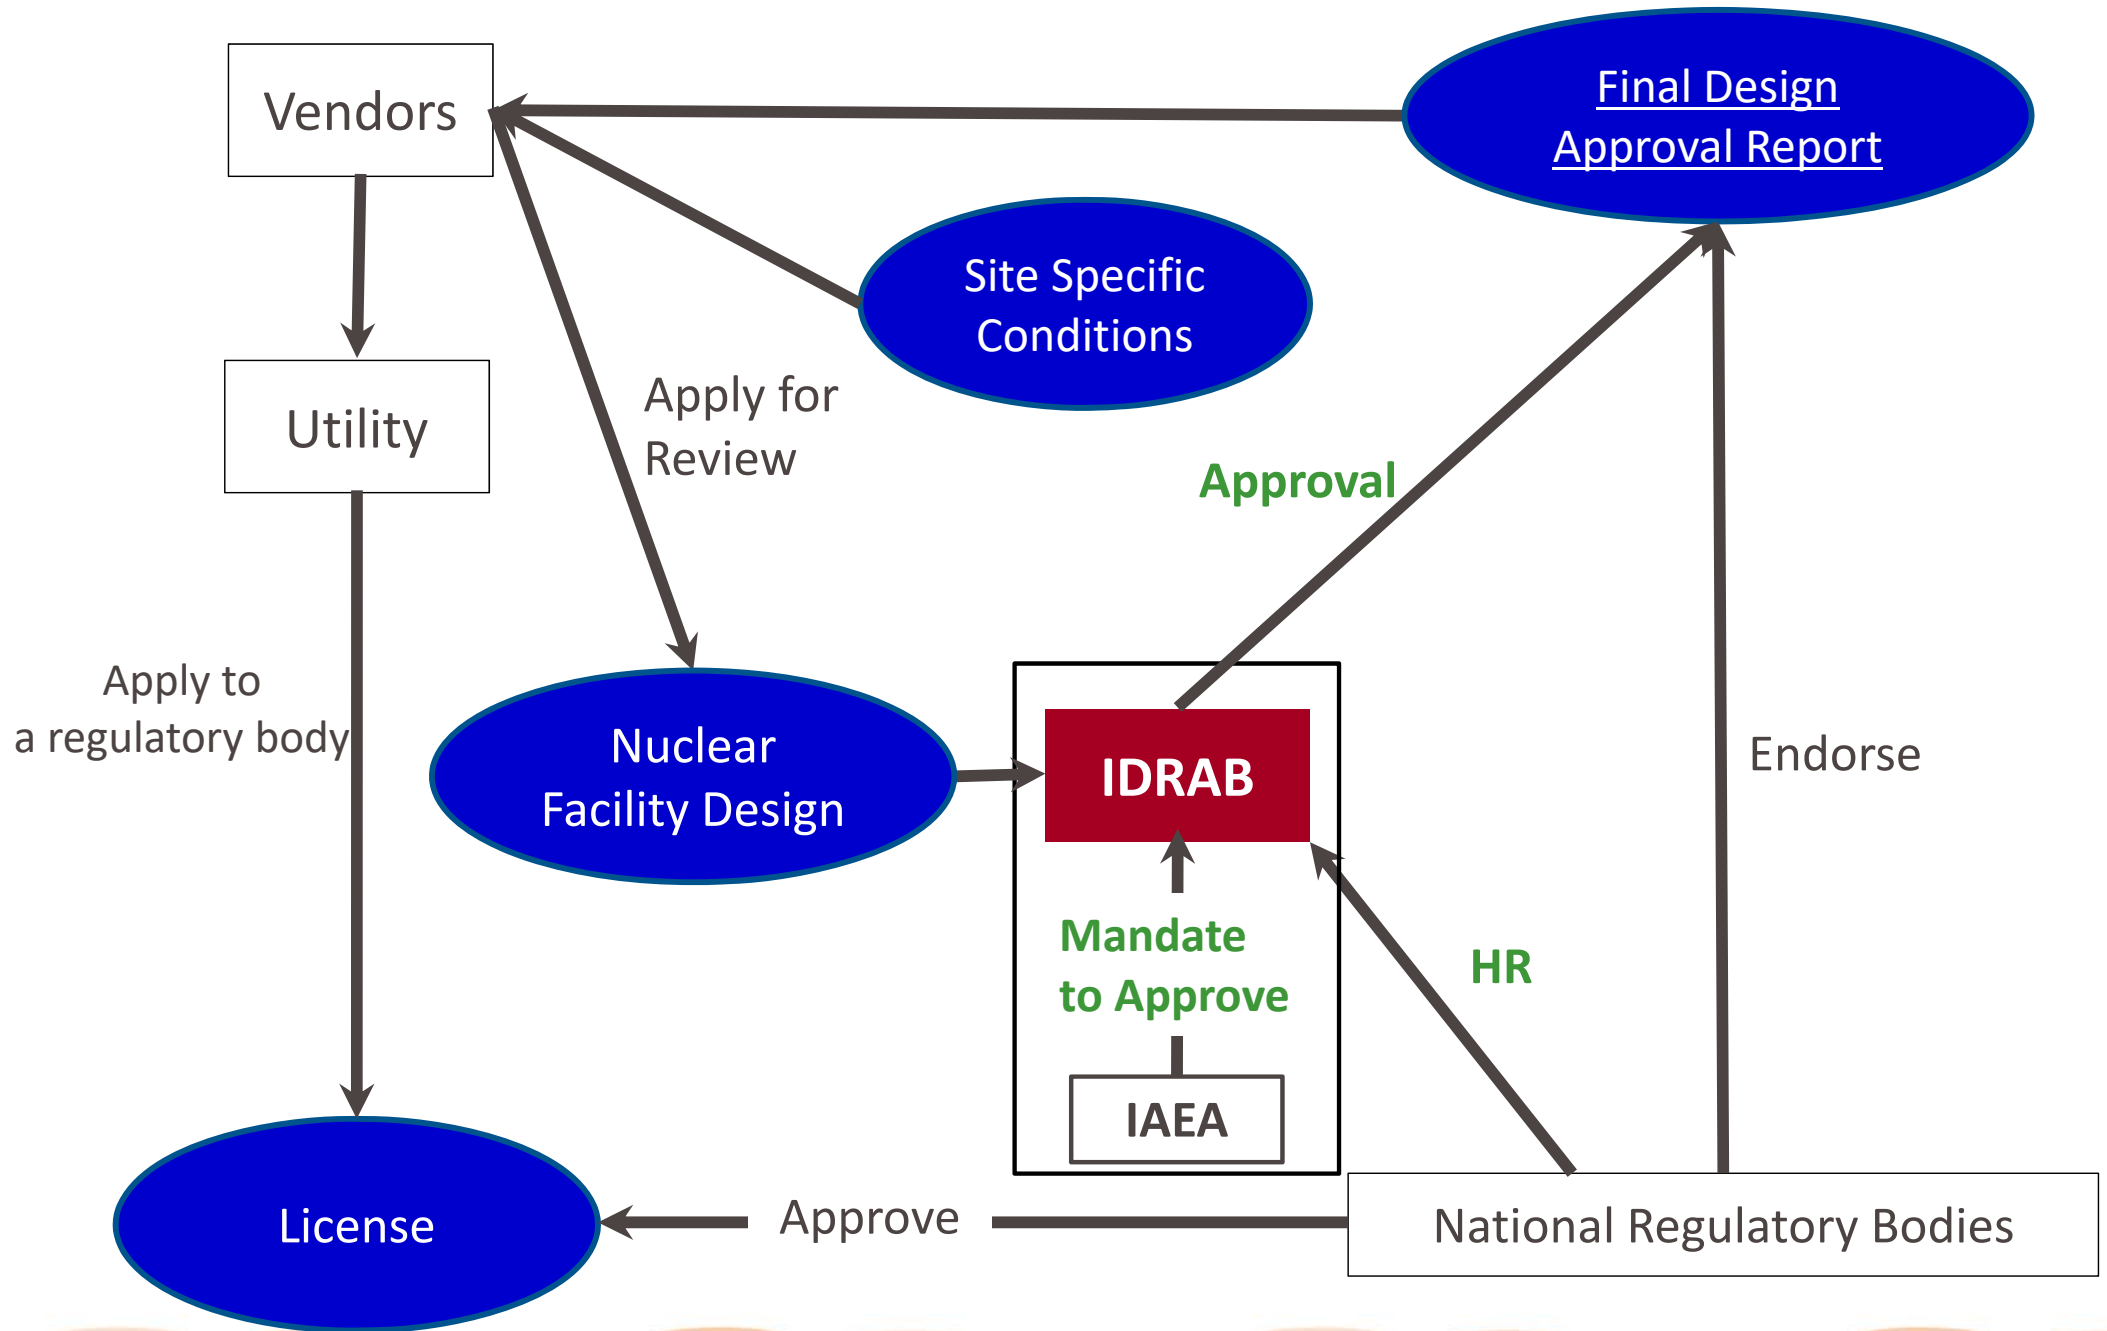 Final Design
Approval Report
Vendors
Site Specific
Conditions
Apply for
Review
Utility
Approval
Apply to
a regulatory body
Nuclear
Facility Design
IDRAB
Endorse
Mandate
to Approve
HR
IAEA
License
Approve
National Regulatory Bodies